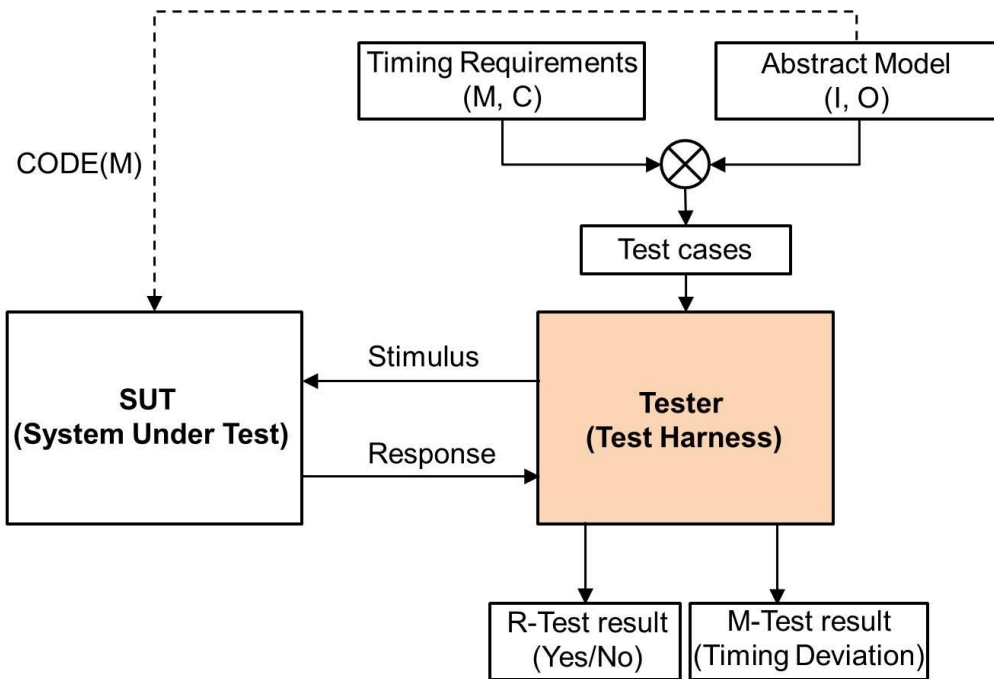 Timing Requirements
(M, C)
Abstract Model
(I, O)
CODE(M)
Test cases
Stimulus
SUT
(System Under Test)
Tester
(Test Harness)
Response
R-Test result
(Yes/No)
M-Test result
(Timing Deviation)